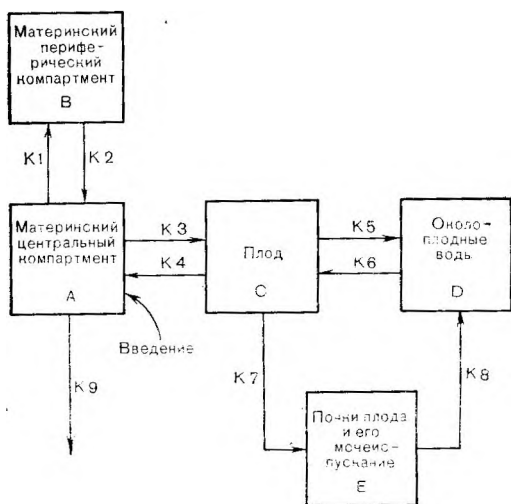 Материнский
перифе-
рический
компартмент
B
K1
K2
Материнский
центральный
компартмент
A
K3
K4
Плод
C
K5
K6
Около-
плодные
водь
D
Введение
K9
K7
K8
Почки плода
и его
мочеис-
пускание
E